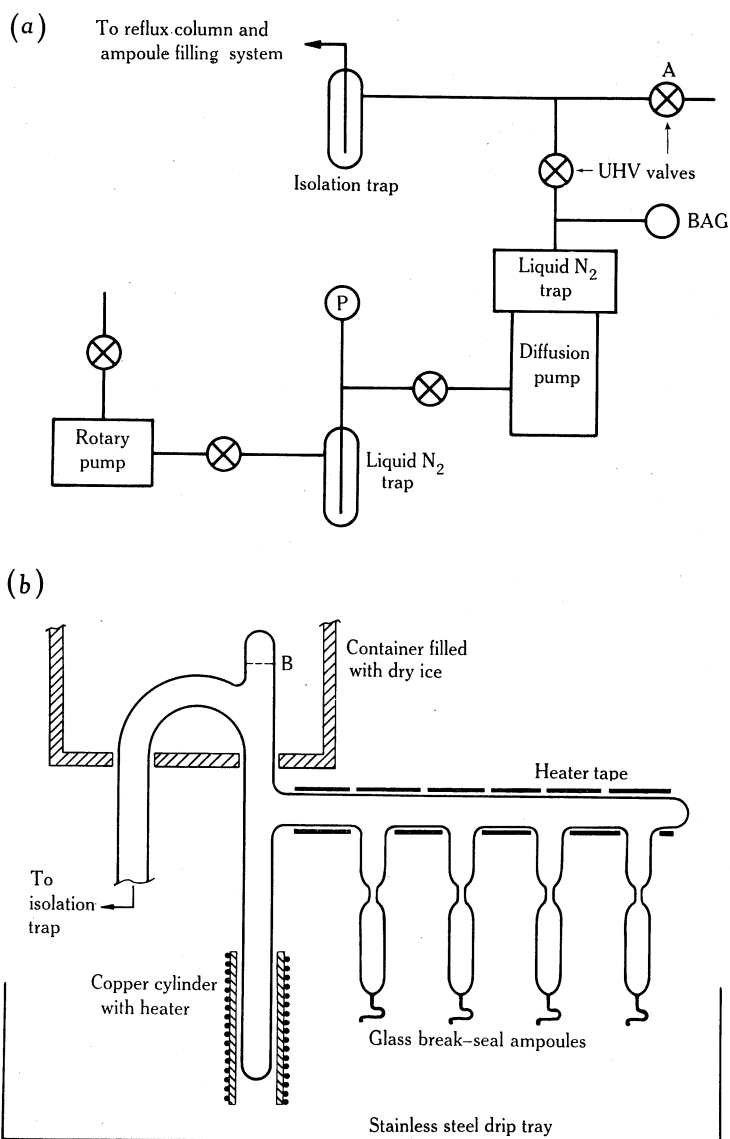 (a)
To reflux column and
ampoule filling system
A
Isolation trap
UHV valves
BAG
Liquid N2
trap
P
Diffusion
pump
Rotary
pump
Liquid N2
trap
(b)
B
Container filled
with dry ice
Heater tape
To
isolation
trap
Copper cylinder
with heater
Glass break-seal ampoules
Stainless steel drip tray